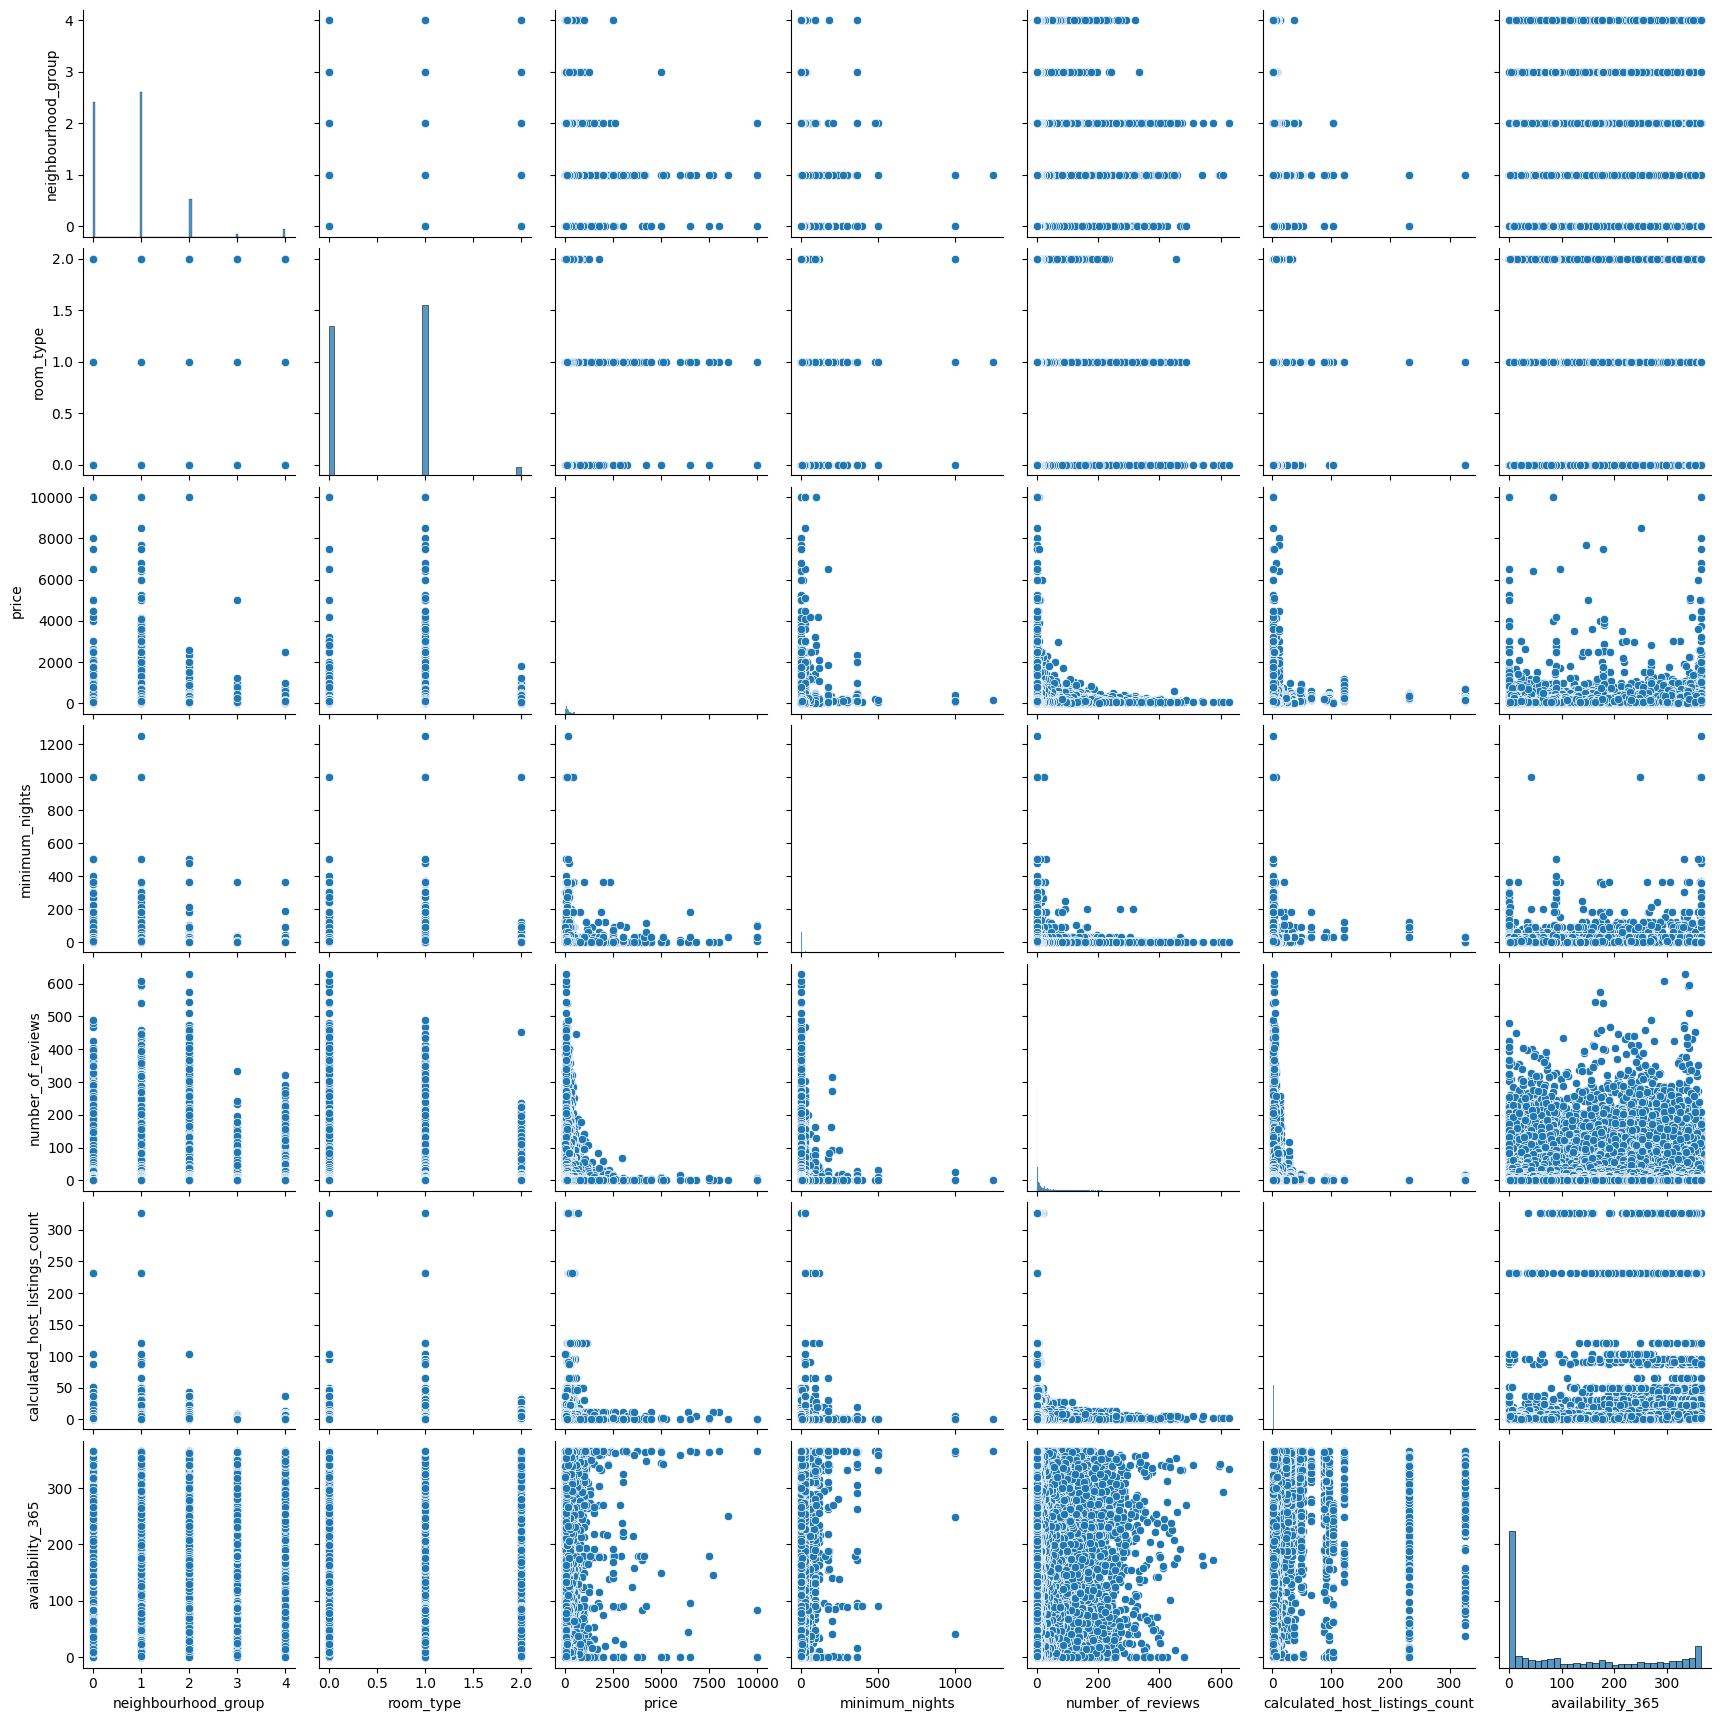 4
3
2
1
0
neighbourhood_group
2.0
1.5
1.0
0.5
0.0
room_type
10000
8000
6000
4000
2000
0
price
1200
1000
800
600
400
200
0
minimum_nights
600
500
400
300
200
100
0
number_of_reviews
300
250
200
150
100
50
0
calculated_host_listings_count
300
200
100
0
availability_365
0 1 2 3 4
0.0 0.5 1.0 1.5 2.0
0 2500 5000 7500 10000
0 500 1000
0 200 400 600
0 100 200 300
0 100 200 300
neighbourhood_group
room_type
price
minimum_nights
number_of_reviews
calculated_host_listings_count
availability_365